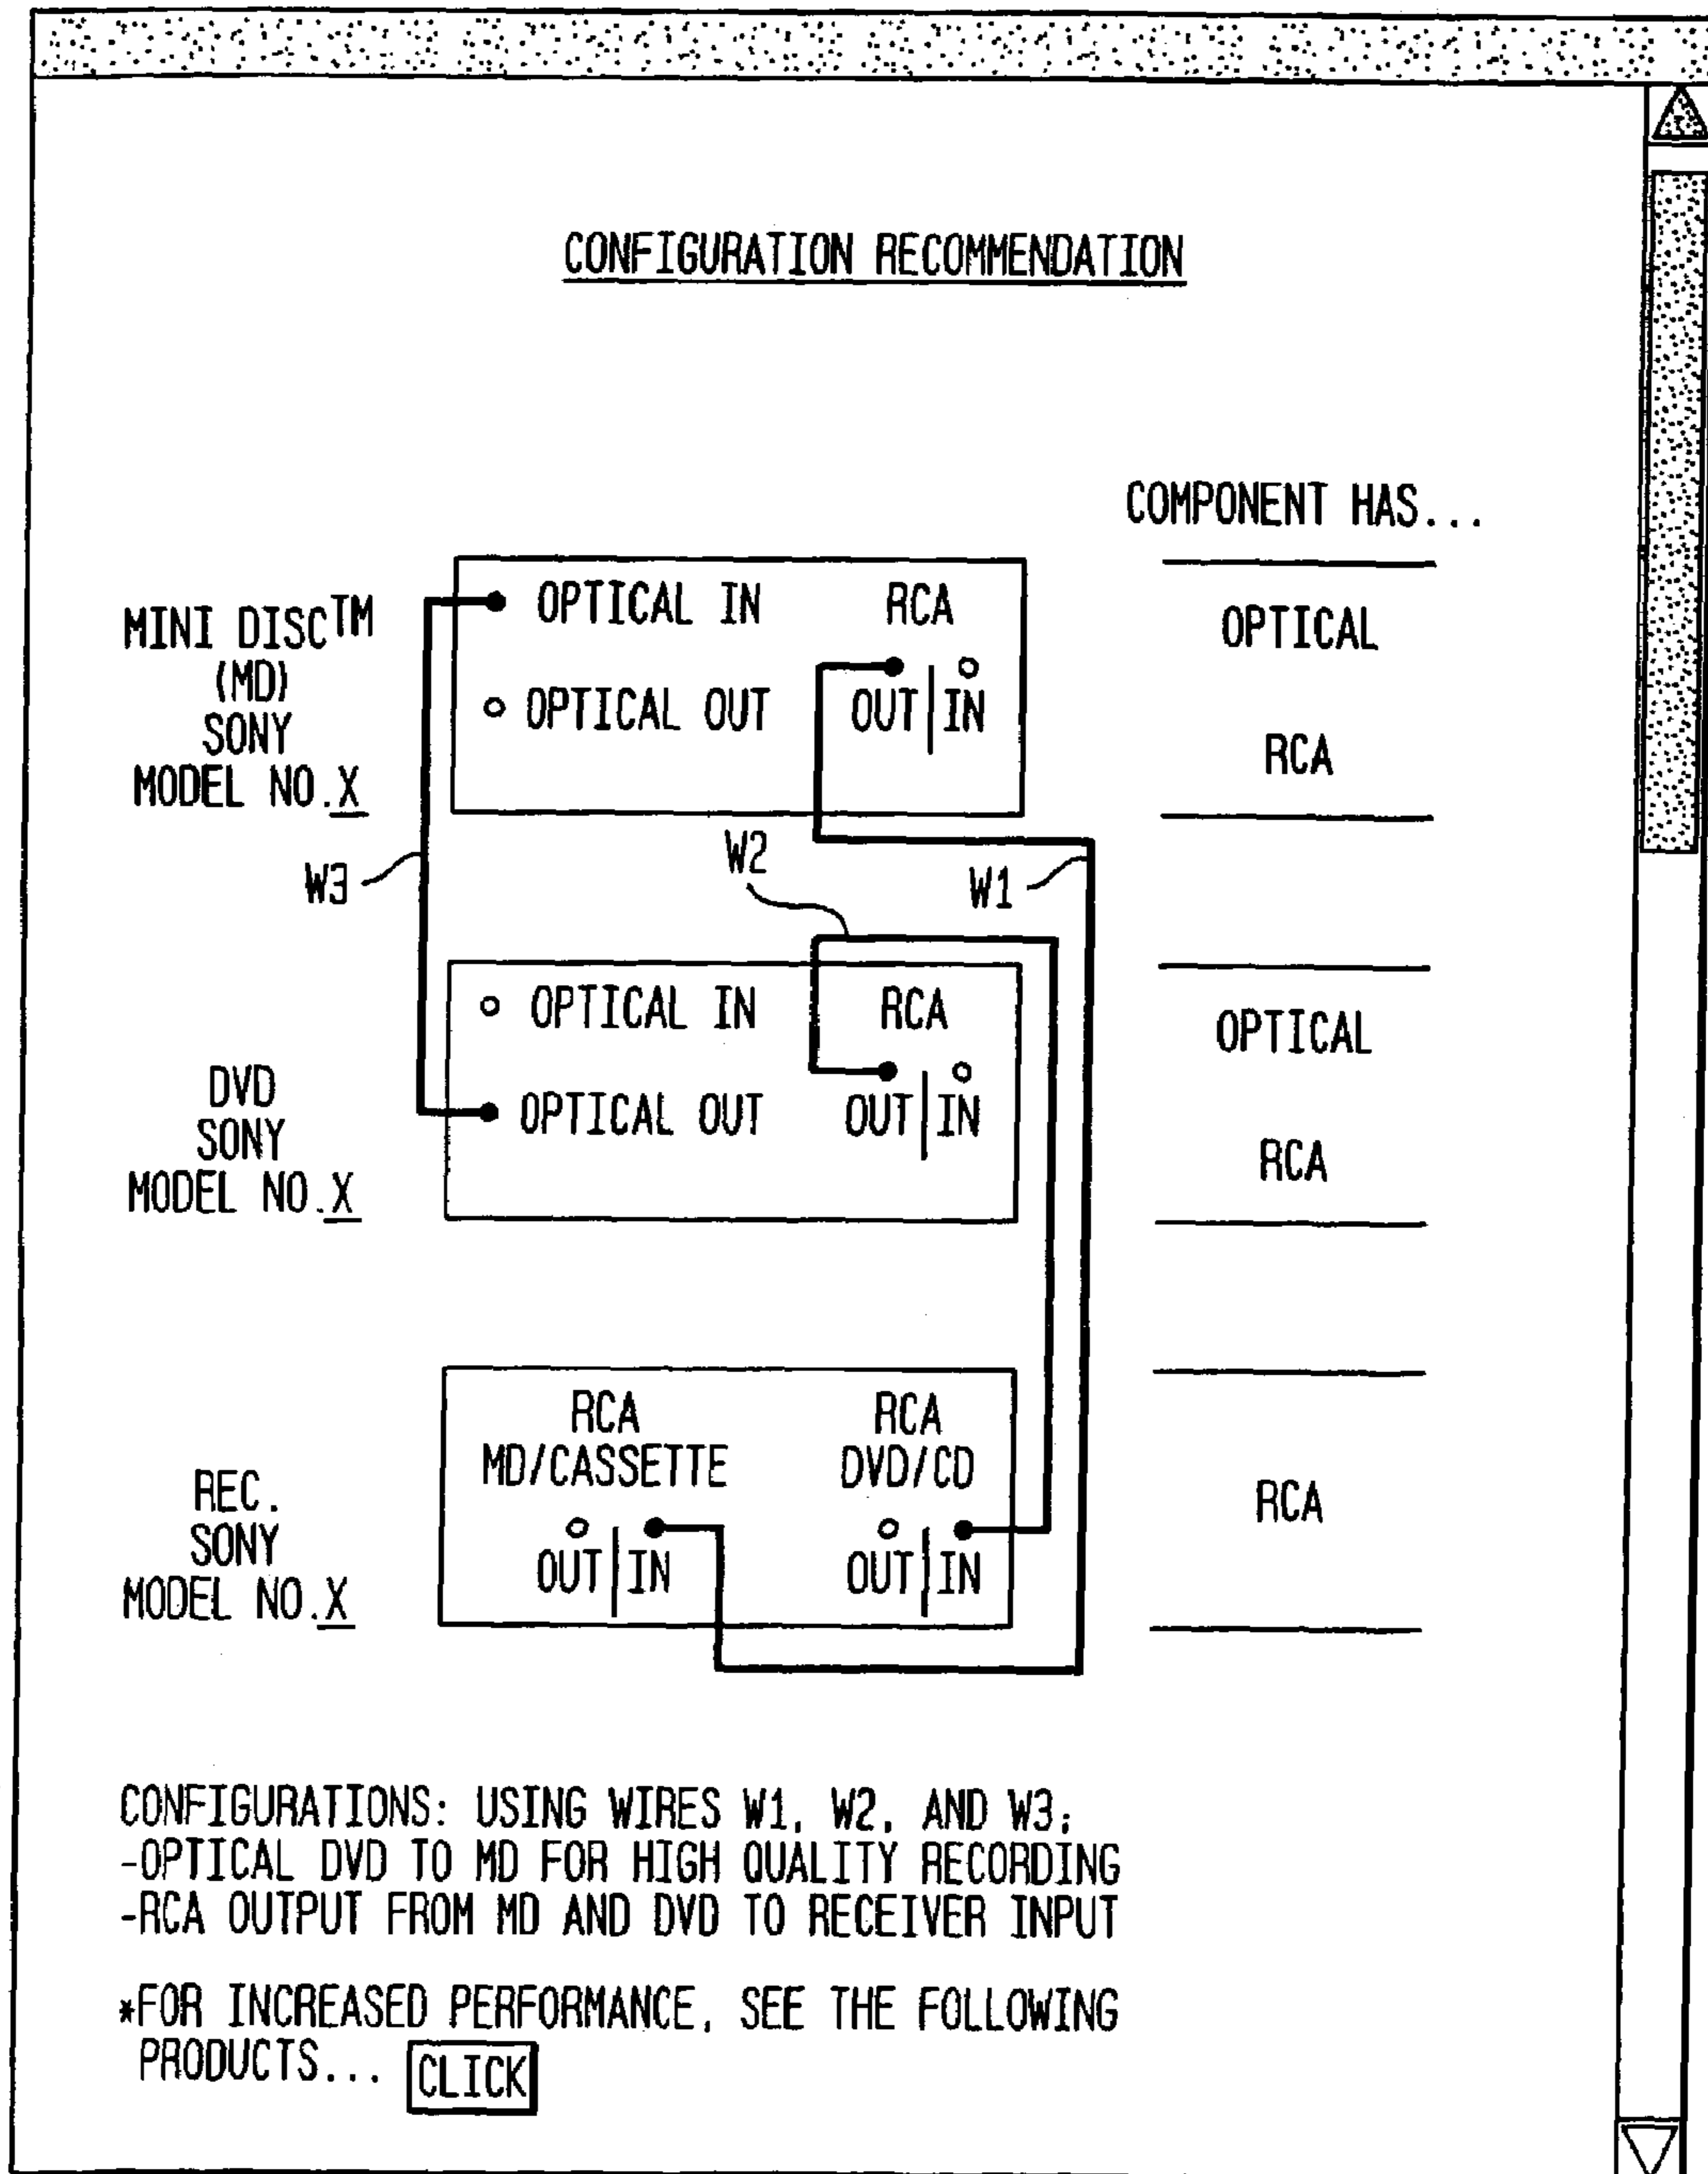 CONFIGURATION RECOMMENDATION
COMPONENT HAS...
MINI DISC™
(MD)
SONY
MODEL NO.X
OPTICAL IN RCA
OPTICAL OUT OUT|IN
OPTICAL
RCA
W3
W2
W1
DVD
SONY
MODEL NO.X
OPTICAL IN RCA
OPTICAL OUT OUT|IN
OPTICAL
RCA
REC.
SONY
MODEL NO.X
RCA
MD/CASSETTE
OUT|IN
RCA
DVD/CD
OUT|IN
RCA
CONFIGURATIONS: USING WIRES W1, W2, AND W3;
-OPTICAL DVD TO MD FOR HIGH QUALITY RECORDING
-RCA OUTPUT FROM MD AND DVD TO RECEIVER INPUT
*FOR INCREASED PERFORMANCE, SEE THE FOLLOWING
PRODUCTS... CLICK